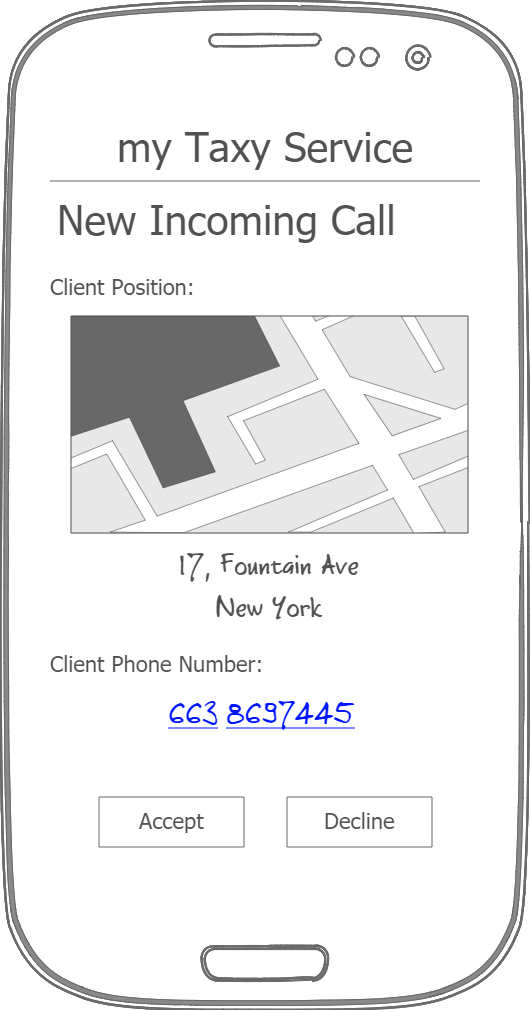 my Taxy Service
New Incoming Call
Client Position:
17, Fountain Ave
New York
Client Phone Number:
663 8697445
Accept
Decline